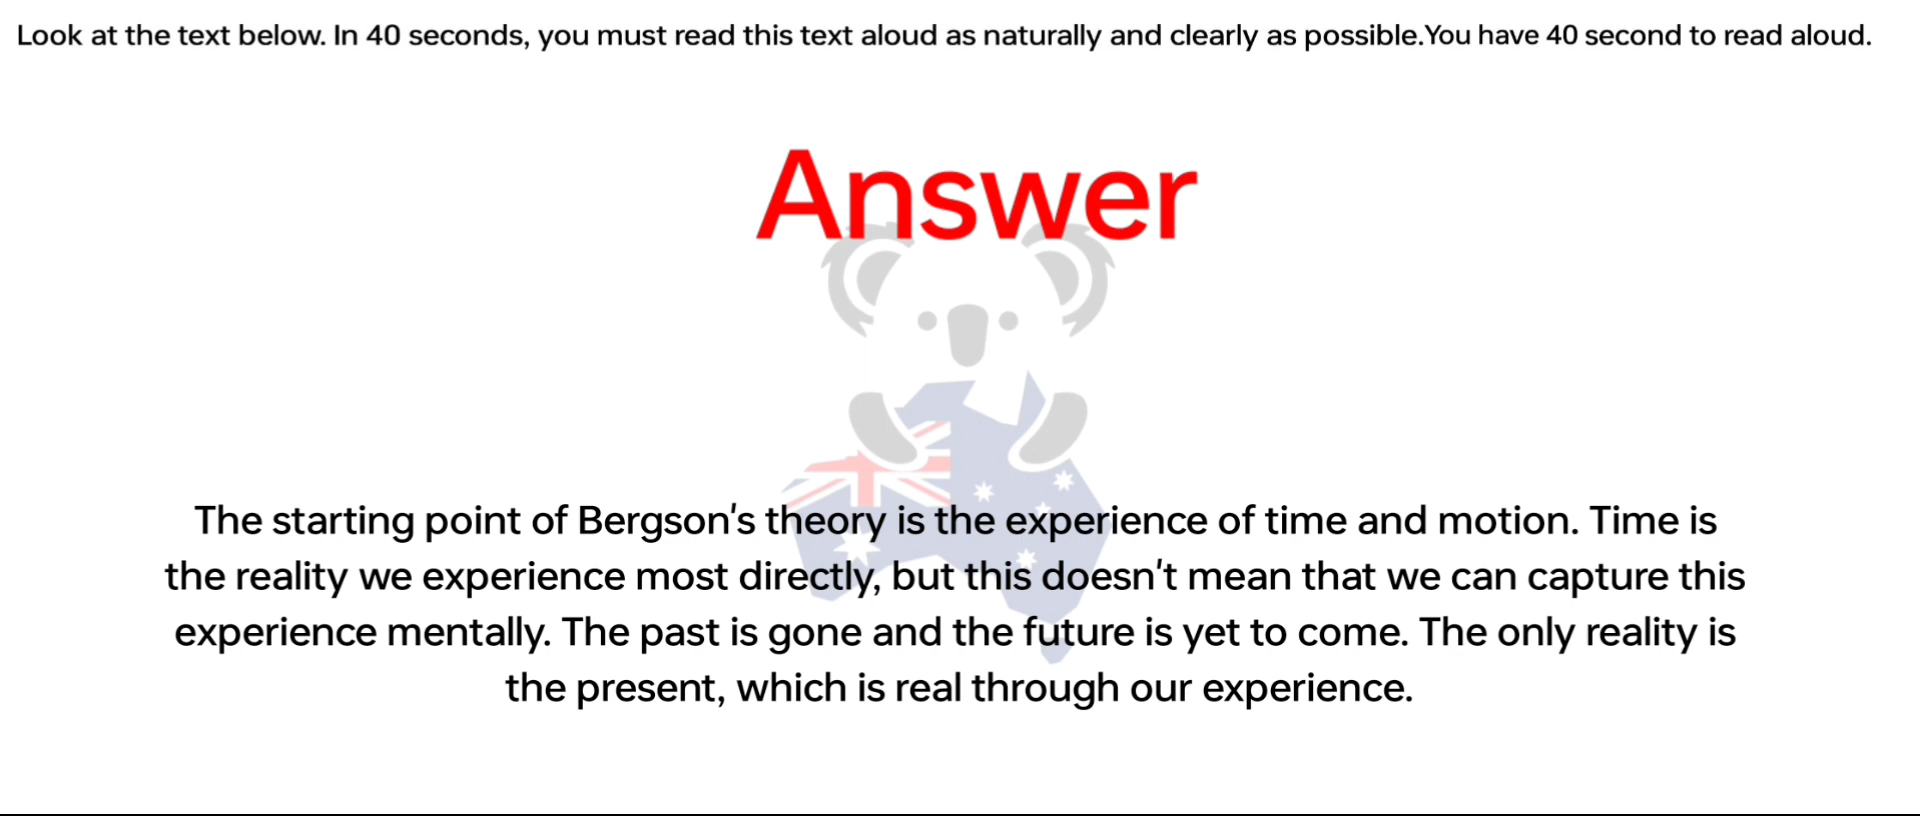 Look at the text below. In 40 seconds, you must read this text aloud as naturally and clearly as possible.You have 40 second to read aloud.
Answer
The starting point of Bergson's theory is the experience of time and motion. Time is
the reality we experience most directly, but this doesn't mean that we can capture this
experience mentally. The past is gone and the future is yet to come. The only reality is
the present, which is real through our experience.